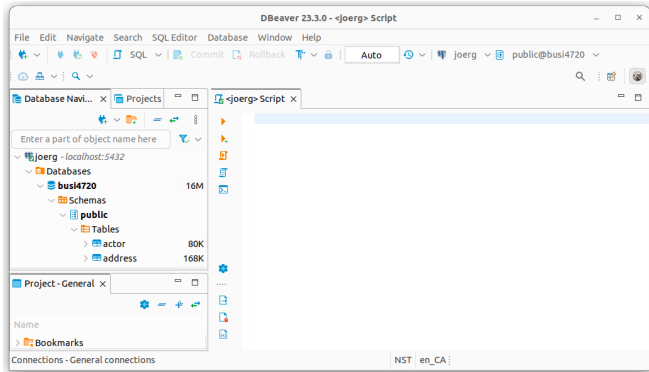 DBeaver 23.3.0 - <joerg> Script
File Edit Navigate Search SQL Editor Database Window Help
SQL Commit Rollback Auto joerg public@busi4720
Database Navi... Projects <joerg> Script
Enter a part of object name here
joerg - localhost:5432
Databases
busi4720 16M
Schemas
public
Tables
actor 80K
address 168K
Project - General
Name
Bookmarks
Connections - General connections NST en_CA